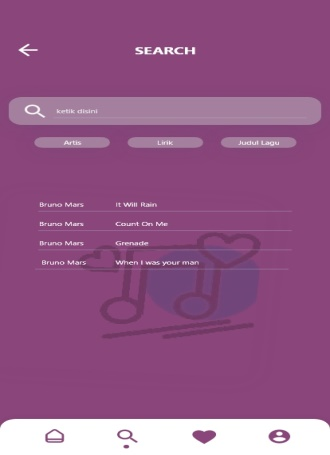 SEARCH
ketik disini
Artis Lirik Judul Lagu
Bruno Mars It Will Rain
Bruno Mars Count On Me
Bruno Mars Grenade
Bruno Mars When I was your man